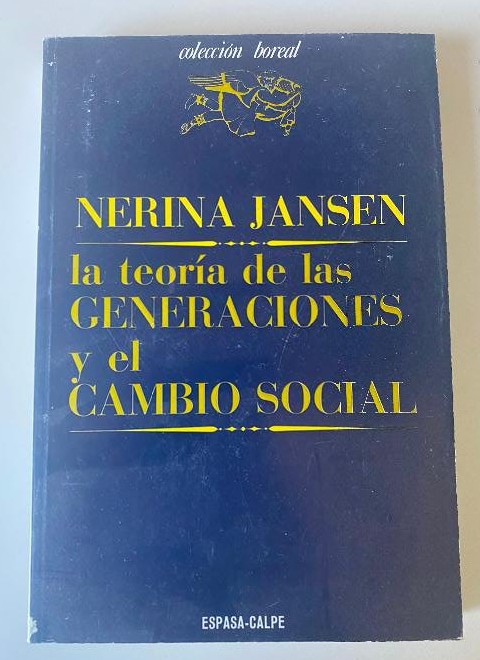 colección boreal
NERINA JANSEN
la teoría de las
GENERACIONES
y el
CAMBIO SOCIAL
ESPASA-CALPE